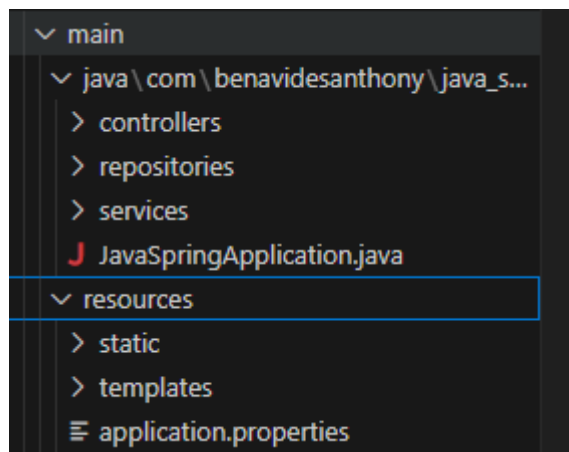 main
java\com\benavidesanthony\java_s...
controllers
repositories
services
J JavaSpringApplication.java
resources
static
templates
application.properties